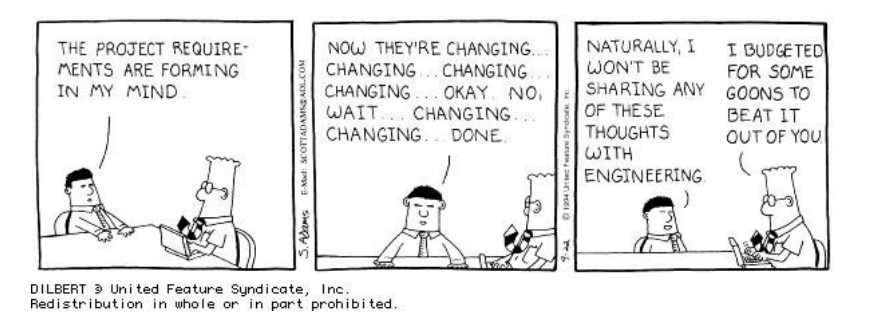 THE PROJECT REQUIRE-
MENTS ARE FORMING
IN MY MIND.
S. Adams
E-Mail: SCOTTADAMS@AOL.COM
NOW THEY'RE CHANGING...
CHANGING... CHANGING...
CHANGING... OKAY. NO,
WAIT... CHANGING...
CHANGING... DONE.
9-22 © 1994 United Feature Syndicate, Inc.
NATURALLY, I
WON'T BE
SHARING ANY
OF THESE
THOUGHTS
WITH
ENGINEERING.
I BUDGETED
FOR SOME
GOONS TO
BEAT IT
OUT OF YOU.
DILBERT © United Feature Syndicate, Inc.
Redistribution in whole or in part prohibited.